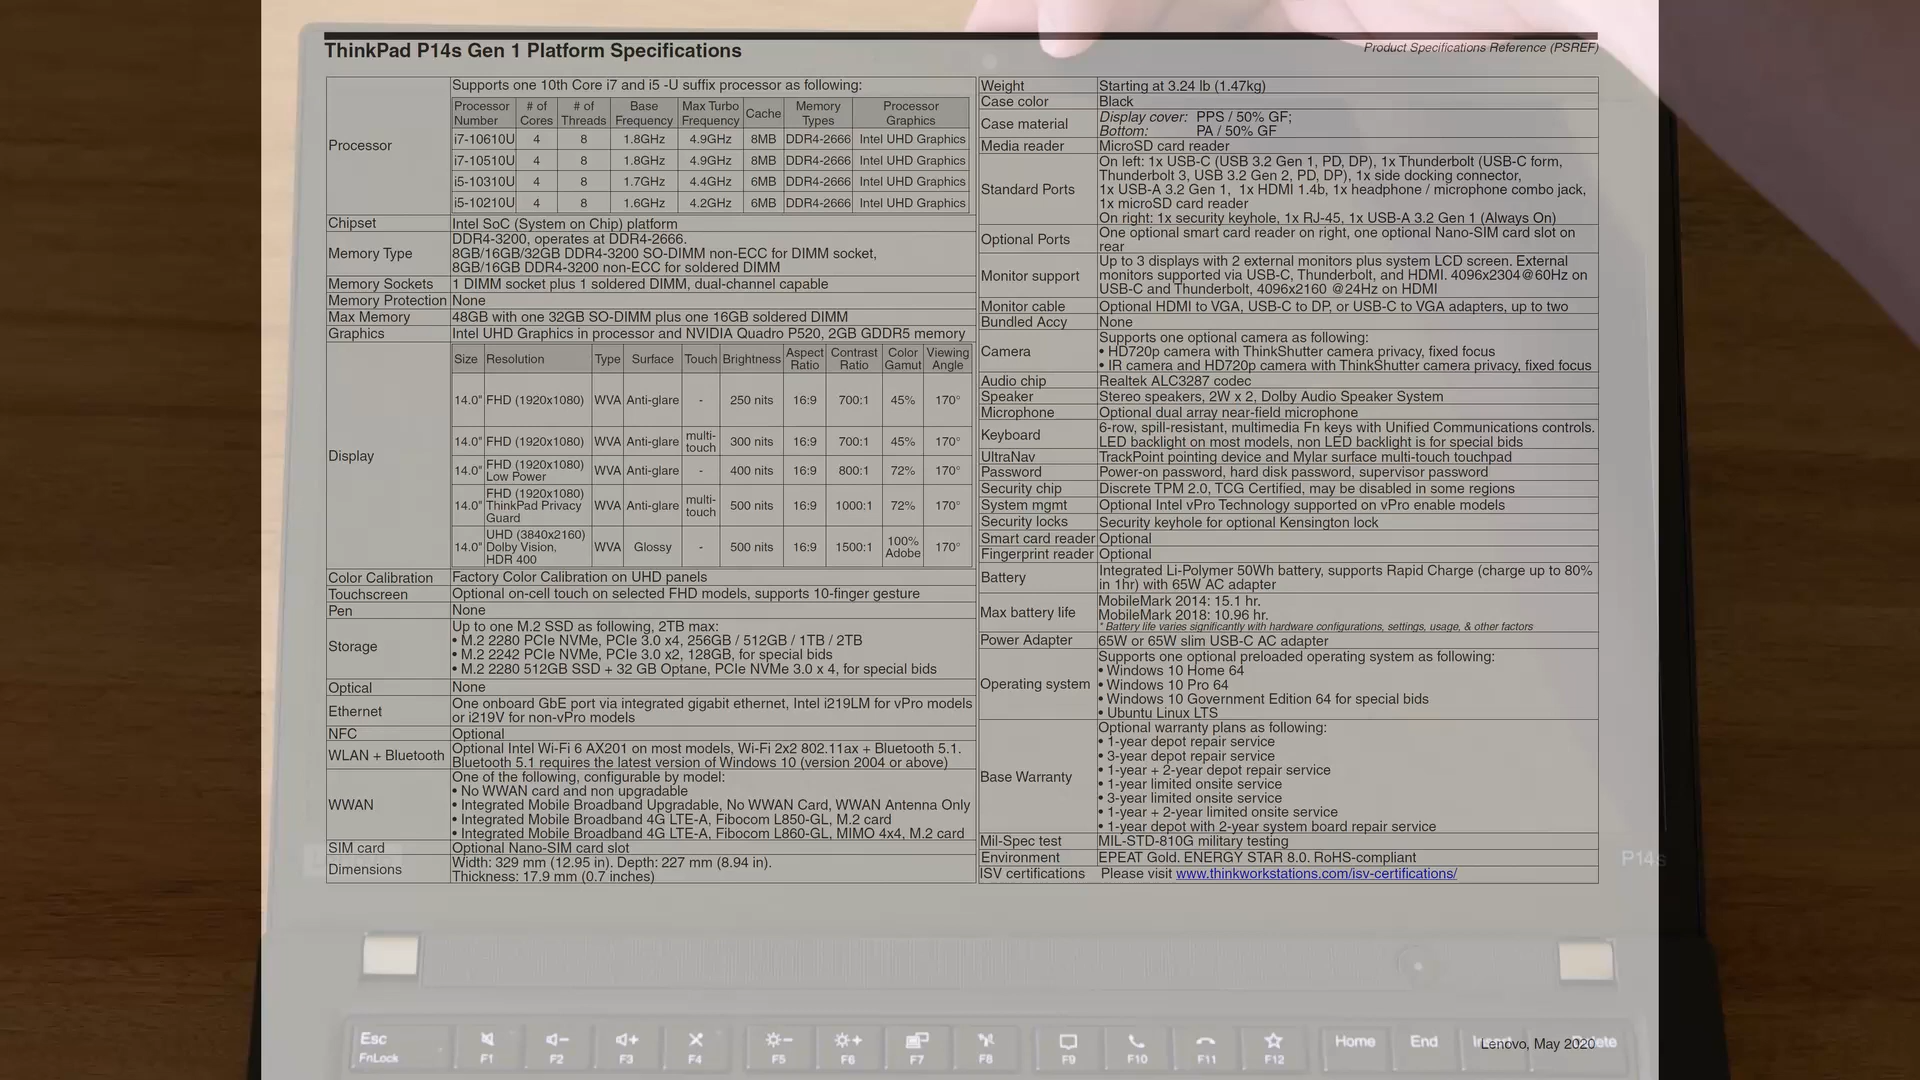 ThinkPad P14s Gen 1 Platform Specifications
Product Specifications Reference (PSREF)
Processor
Supports one 10th Core i7 and i5 -U suffix processor as following:
Processor Number # of Cores # of Threads Base Frequency Max Turbo Frequency Cache Memory Types Processor Graphics
i7-10610U 4 8 1.8GHz 4.9GHz 8MB DDR4-2666 Intel UHD Graphics
i7-10510U 4 8 1.8GHz 4.9GHz 8MB DDR4-2666 Intel UHD Graphics
i5-10310U 4 8 1.7GHz 4.4GHz 6MB DDR4-2666 Intel UHD Graphics
i5-10210U 4 8 1.6GHz 4.2GHz 6MB DDR4-2666 Intel UHD Graphics
Chipset Intel SoC (System on Chip) platform
Memory Type
DDR4-3200, operates at DDR4-2666.
8GB/16GB/32GB DDR4-3200 SO-DIMM non-ECC for DIMM socket,
8GB/16GB DDR4-3200 non-ECC for soldered DIMM
Memory Sockets 1 DIMM socket plus 1 soldered DIMM, dual-channel capable
Memory Protection None
Max Memory 48GB with one 32GB SO-DIMM plus one 16GB soldered DIMM
Graphics Intel UHD Graphics in processor and NVIDIA Quadro P520, 2GB GDDR5 memory
Display
Size Resolution Type Surface Touch Brightness Aspect Ratio Contrast Ratio Color Gamut Viewing Angle
14.0" FHD (1920x1080) WVA Anti-glare - 250 nits 16:9 700:1 45% 170°
14.0" FHD (1920x1080) WVA Anti-glare multi-touch 300 nits 16:9 700:1 45% 170°
14.0" FHD (1920x1080) Low Power WVA Anti-glare - 400 nits 16:9 800:1 72% 170°
14.0" FHD (1920x1080) ThinkPad Privacy Guard WVA Anti-glare multi-touch 500 nits 16:9 1000:1 72% 170°
14.0" UHD (3840x2160) Dolby Vision, HDR 400 WVA Glossy - 500 nits 16:9 1500:1 100% Adobe 170°
Color Calibration Factory Color Calibration on UHD panels
Touchscreen Optional on-cell touch on selected FHD models, supports 10-finger gesture
Pen None
Storage
Up to one M.2 SSD as following, 2TB max:
• M.2 2280 PCIe NVMe, PCIe 3.0 x4, 256GB / 512GB / 1TB / 2TB
• M.2 2242 PCIe NVMe, PCIe 3.0 x2, 128GB, for special bids
• M.2 2280 512GB SSD + 32 GB Optane, PCIe NVMe 3.0 x 4, for special bids
Optical None
Ethernet
One onboard GbE port via integrated gigabit ethernet, Intel i219LM for vPro models
or i219V for non-vPro models
NFC Optional
WLAN + Bluetooth
Optional Intel Wi-Fi 6 AX201 on most models, Wi-Fi 2x2 802.11ax + Bluetooth 5.1.
Bluetooth 5.1 requires the latest version of Windows 10 (version 2004 or above)
WWAN
One of the following, configurable by model:
• No WWAN card and non upgradable
• Integrated Mobile Broadband Upgradable, No WWAN Card, WWAN Antenna Only
• Integrated Mobile Broadband 4G LTE-A, Fibocom L850-GL, M.2 card
• Integrated Mobile Broadband 4G LTE-A, Fibocom L860-GL, MIMO 4x4, M.2 card
SIM card Optional Nano-SIM card slot
Dimensions
Width: 329 mm (12.95 in). Depth: 227 mm (8.94 in).
Thickness: 17.9 mm (0.7 inches)
Weight Starting at 3.24 lb (1.47kg)
Case color Black
Case material
Display cover: PPS / 50% GF;
Bottom: PA / 50% GF
Media reader MicroSD card reader
Standard Ports
On left: 1x USB-C (USB 3.2 Gen 1, PD, DP), 1x Thunderbolt (USB-C form,
Thunderbolt 3, USB 3.2 Gen 2, PD, DP), 1x side docking connector,
1x USB-A 3.2 Gen 1, 1x HDMI 1.4b, 1x headphone / microphone combo jack,
1x microSD card reader
On right: 1x security keyhole, 1x RJ-45, 1x USB-A 3.2 Gen 1 (Always On)
Optional Ports
One optional smart card reader on right, one optional Nano-SIM card slot on
rear
Monitor support
Up to 3 displays with 2 external monitors plus system LCD screen. External
monitors supported via USB-C, Thunderbolt, and HDMI. 4096x2304@60Hz on
USB-C and Thunderbolt, 4096x2160 @24Hz on HDMI
Monitor cable Optional HDMI to VGA, USB-C to DP, or USB-C to VGA adapters, up to two
Bundled Accy None
Camera
Supports one optional camera as following:
• HD720p camera with ThinkShutter camera privacy, fixed focus
• IR camera and HD720p camera with ThinkShutter camera privacy, fixed focus
Audio chip Realtek ALC3287 codec
Speaker Stereo speakers, 2W x 2, Dolby Audio Speaker System
Microphone Optional dual array near-field microphone
Keyboard
6-row, spill-resistant, multimedia Fn keys with Unified Communications controls.
LED backlight on most models, non LED backlight is for special bids
UltraNav TrackPoint pointing device and Mylar surface multi-touch touchpad
Password Power-on password, hard disk password, supervisor password
Security chip Discrete TPM 2.0, TCG Certified, may be disabled in some regions
System mgmt Optional Intel vPro Technology supported on vPro enable models
Security locks Security keyhole for optional Kensington lock
Smart card reader Optional
Fingerprint reader Optional
Battery
Integrated Li-Polymer 50Wh battery, supports Rapid Charge (charge up to 80%
in 1hr) with 65W AC adapter
Max battery life
MobileMark 2014: 15.1 hr.
MobileMark 2018: 10.96 hr.
* Battery life varies significantly with hardware configurations, settings, usage, & other factors
Power Adapter 65W or 65W slim USB-C AC adapter
Operating system
Supports one optional preloaded operating system as following:
• Windows 10 Home 64
• Windows 10 Pro 64
• Windows 10 Government Edition 64 for special bids
• Ubuntu Linux LTS
Base Warranty
Optional warranty plans as following:
• 1-year depot repair service
• 3-year depot repair service
• 1-year + 2-year depot repair service
• 1-year limited onsite service
• 3-year limited onsite service
• 1-year + 2-year limited onsite service
• 1-year depot with 2-year system board repair service
Mil-Spec test MIL-STD-810G military testing
Environment EPEAT Gold. ENERGY STAR 8.0. RoHS-compliant
ISV certifications Please visit www.thinkworkstations.com/isv-certifications/
Lenovo
P14s
Esc F1 F2 F3 F4 F5 F6 F7 F8 F9 F10 F11 F12 Home End Insert Delete
FnLock
Lenovo, May 2020